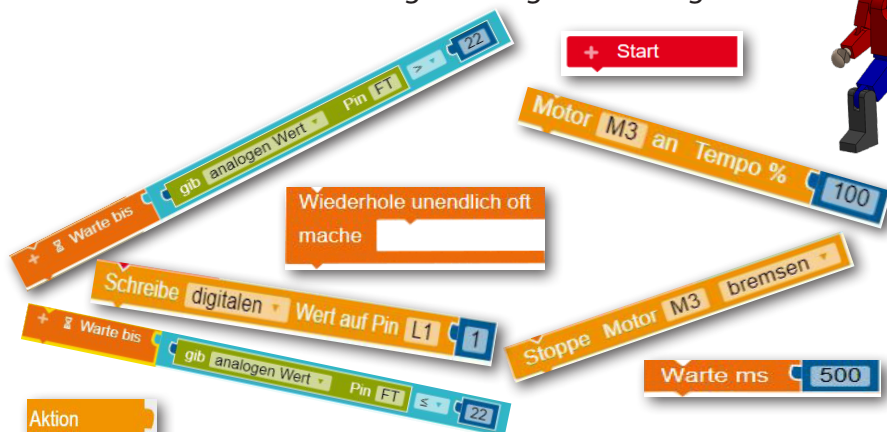 + Start
Warte bis gib analogen Wert Pin FT > 22
Motor M3 an Tempo % 100
Wiederhole unendlich oft
mache
Schreibe digitalen Wert auf Pin L1 1
Stoppe Motor M3 bremsen
+ Warte bis gib analogen Wert Pin FT ≤ 22
Warte ms 500
Aktion